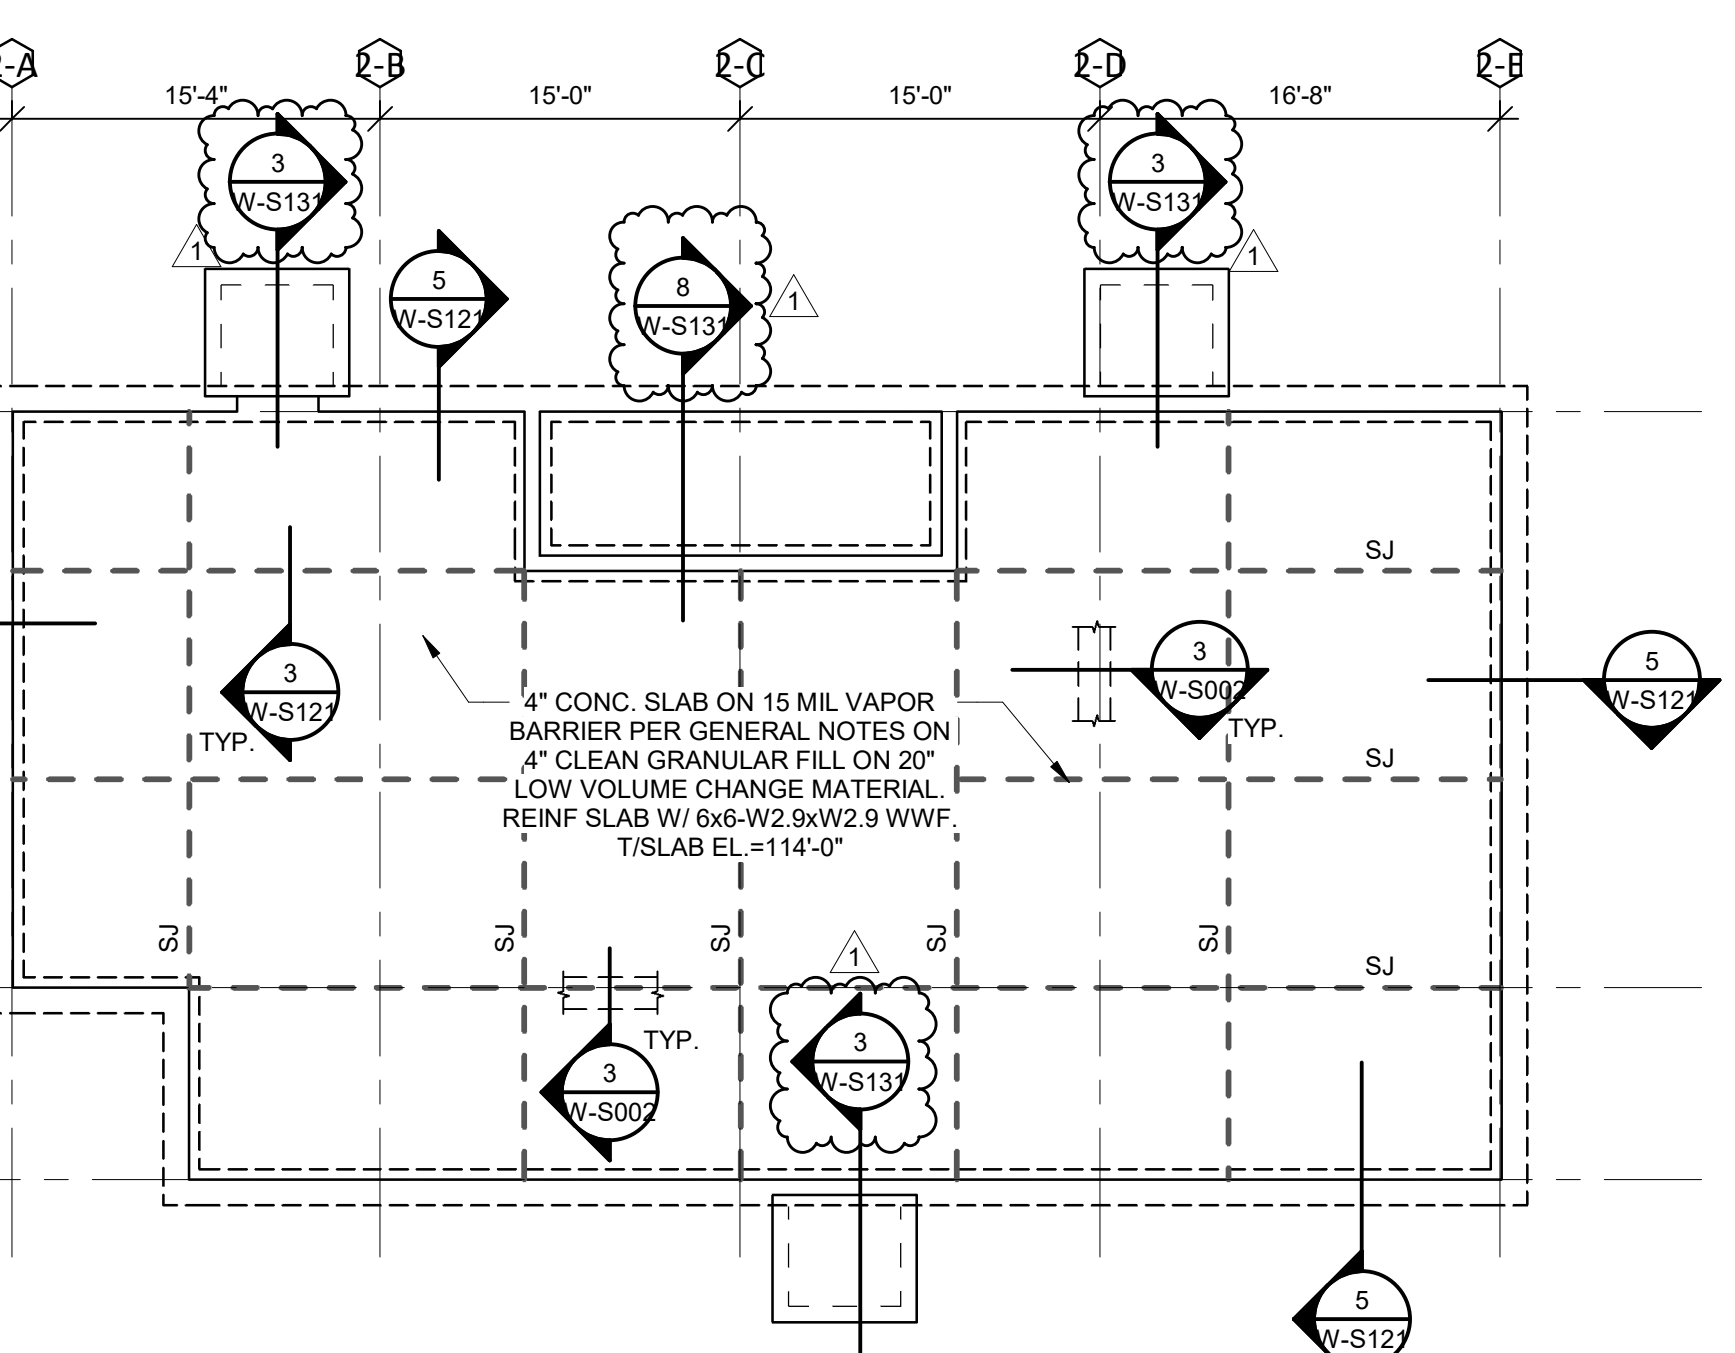 2-A
2-B
2-C
2-D
2-E
15'-4"
15'-0"
15'-0"
16'-8"
3
W-S131
1
5
W-S121
8
W-S131
1
3
W-S131
1
SJ
3
W-S121
TYP.
4" CONC. SLAB ON 15 MIL VAPOR
BARRIER PER GENERAL NOTES ON
4" CLEAN GRANULAR FILL ON 20"
LOW VOLUME CHANGE MATERIAL.
REINF SLAB W/ 6x6-W2.9xW2.9 WWF.
T/SLAB EL.=114'-0"
3
W-S002
TYP.
5
W-S121
SJ
SJ
SJ
SJ
SJ
SJ
SJ
1
3
W-S002
TYP.
3
W-S131
5
W-S121